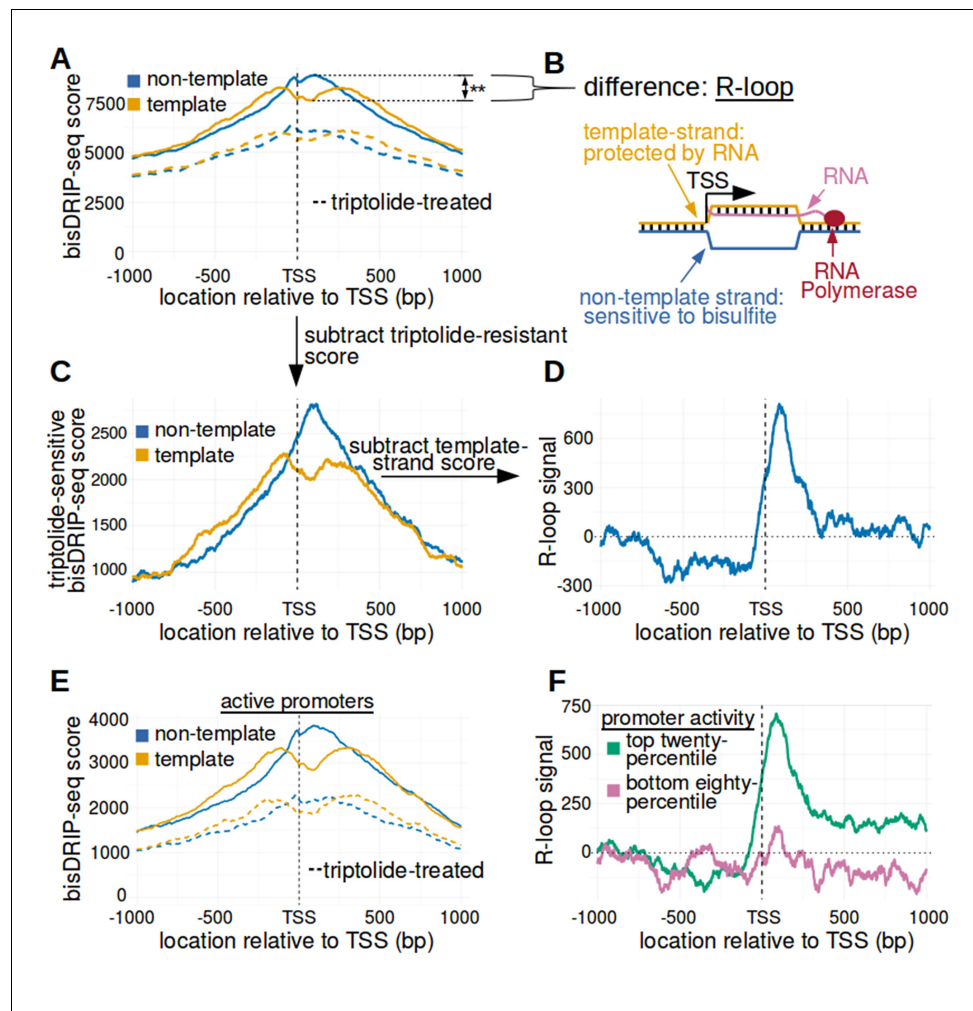 A
bisDRIP-seq score
7500
5000
2500
0
non-template
template
**
--triptolide-treated
-1000 -500 TSS 500 1000
location relative to TSS (bp)
B
difference: R-loop
template-strand:
protected by RNA
TSS
RNA
RNA
Polymerase
non-template strand:
sensitive to bisulfite
subtract triptolide-resistant
score
C
triptolide-sensitive
bisDRIP-seq score
2500
2000
1500
1000
non-template
template
subtract template-
strand score
-1000 -500 TSS 500 1000
location relative to TSS (bp)
D
R-loop signal
600
300
0
-300
-1000 -500 TSS 500 1000
location relative to TSS (bp)
E
active promoters
bisDRIP-seq score
4000
3000
2000
1000
0
non-template
template
--triptolide-treated
-1000 -500 TSS 500 1000
location relative to TSS (bp)
F
R-loop signal
750
500
250
0
promoter activity
top twenty-
percentile
bottom eighty-
percentile
-1000 -500 TSS 500 1000
location relative to TSS (bp)